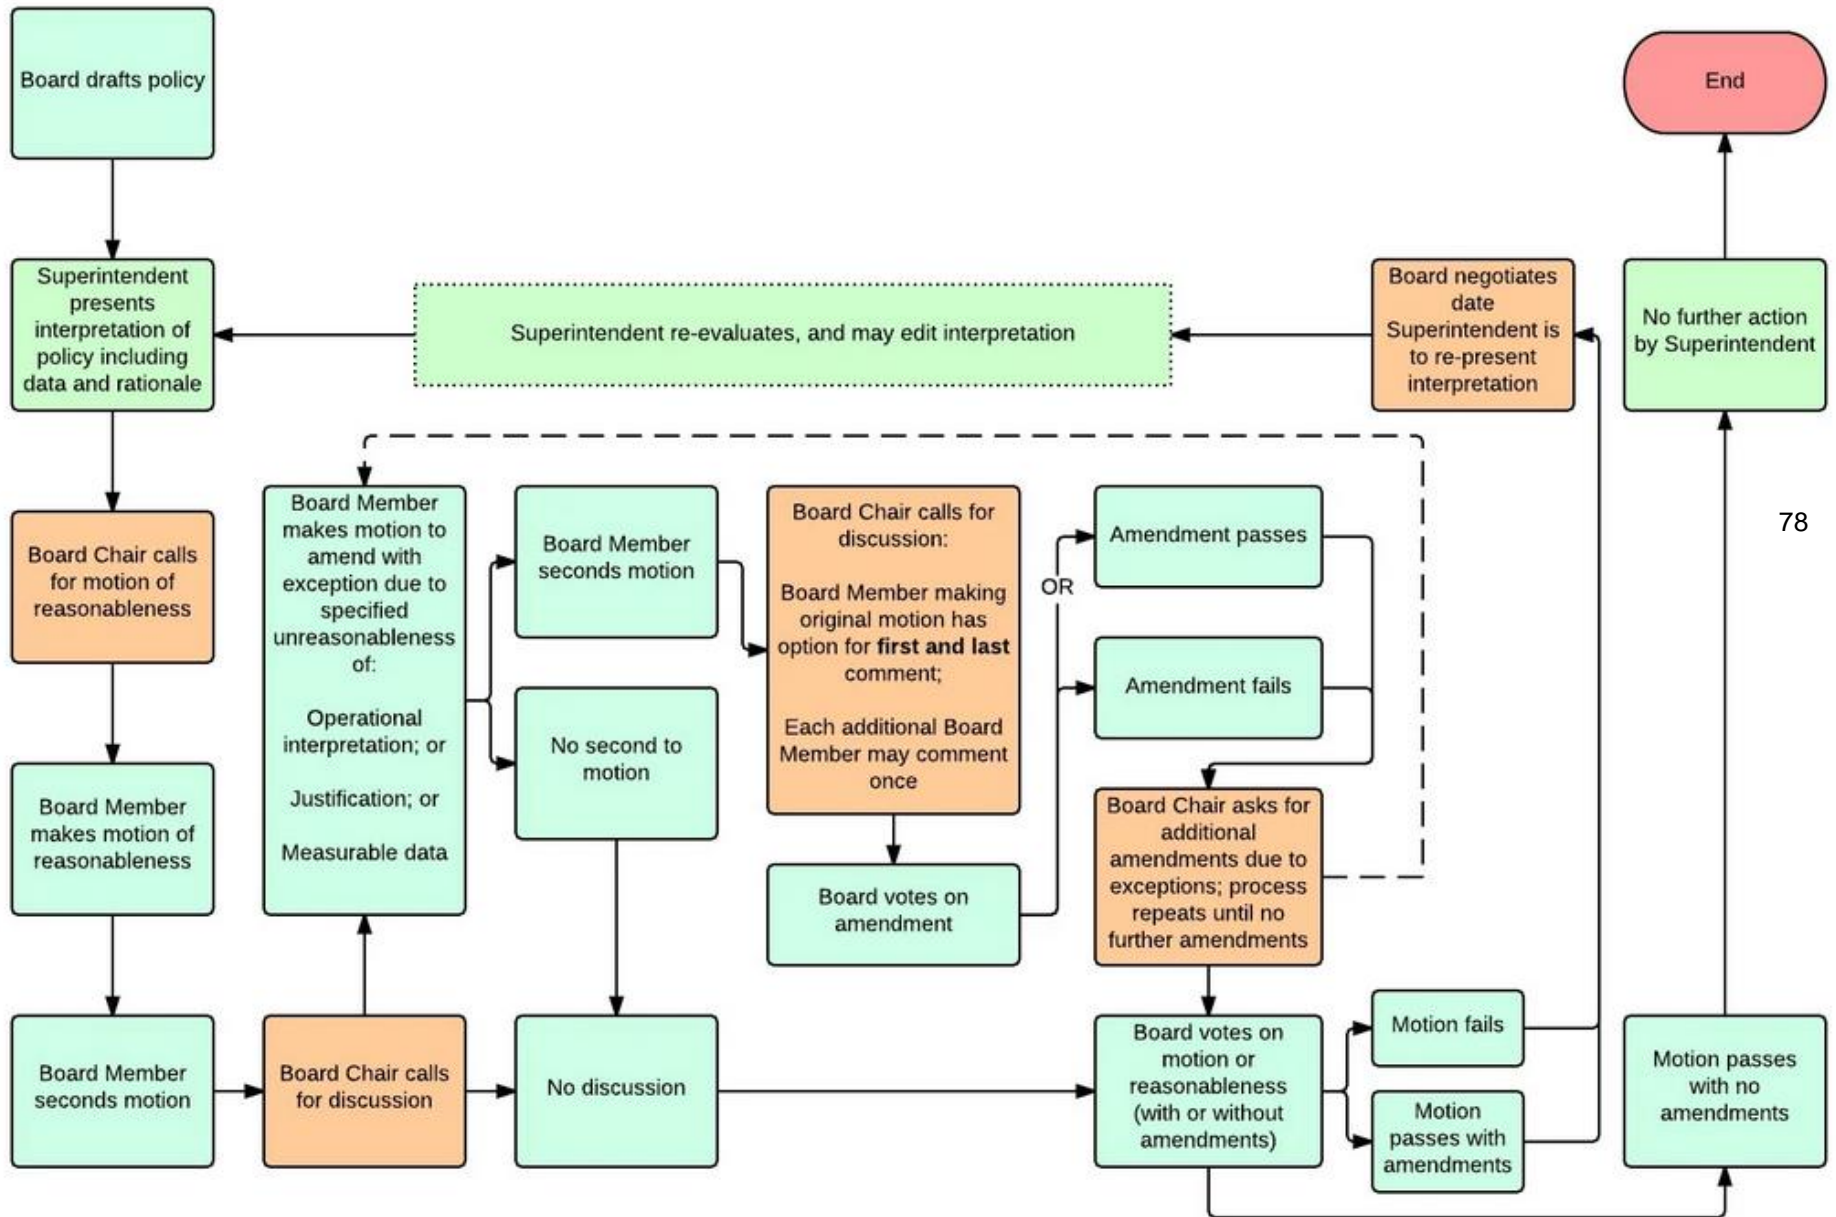 Board drafts policy
End
Superintendent
presents
interpretation of
policy including
data and rationale
Superintendent re-evaluates, and may edit interpretation
Board negotiates
date
Superintendent is
to re-present
interpretation
No further action
by Superintendent
Board Chair calls
for motion of
reasonableness
Board Member
makes motion to
amend with
exception due to
specified
unreasonableness
of:
Operational
interpretation; or
Justification; or
Measurable data
Board Member
seconds motion
Board Chair calls for
discussion:
Board Member making
original motion has
option for first and last
comment;
Each additional Board
Member may comment
once
OR
Amendment passes
78
Amendment fails
No second to
motion
Board Member
makes motion of
reasonableness
Board votes on
amendment
Board Chair asks for
additional
amendments due to
exceptions; process
repeats until no
further amendments
Board Member
seconds motion
Board Chair calls
for discussion
No discussion
Board votes on
motion or
reasonableness
(with or without
amendments)
Motion fails
Motion
passes with
amendments
Motion passes
with no
amendments